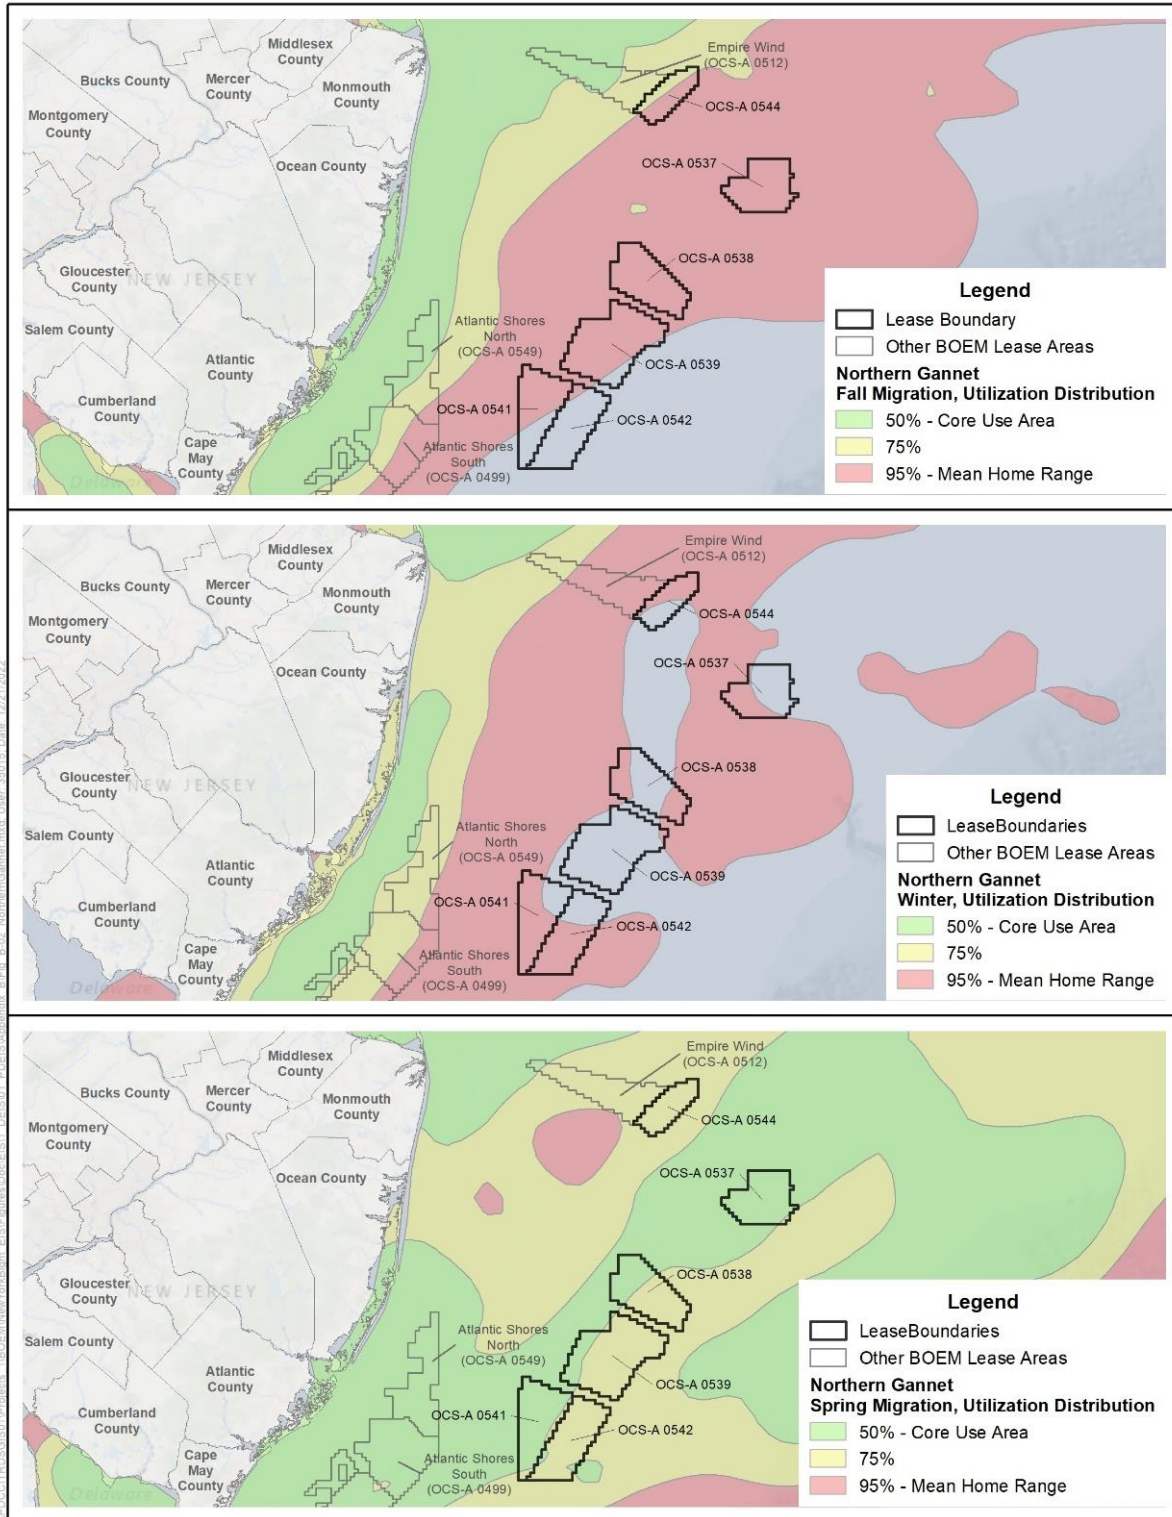 Middlesex
County
Bucks County
Mercer
County
Monmouth
County
Montgomery
County
Ocean County
Gloucester
County
NEW JERSEY
Salem County
Atlantic
County
Cumberland
County
Cape
May
County
Delaware
Empire Wind
(OCS-A 0512)
OCS-A 0544
OCS-A 0537
OCS-A 0538
Atlantic Shores
North
(OCS-A 0549)
OCS-A 0539
OCS-A 0541
OCS-A 0542
Atlantic Shores
South
(OCS-A 0499)
Legend
Lease Boundary
Other BOEM Lease Areas
Northern Gannet
Fall Migration, Utilization Distribution
50% - Core Use Area
75%
95% - Mean Home Range
Middlesex
County
Bucks County
Mercer
County
Monmouth
County
Montgomery
County
Ocean County
Gloucester
County
NEW JERSEY
Salem County
Atlantic
County
Cumberland
County
Cape
May
County
Delaware
Empire Wind
(OCS-A 0512)
OCS-A 0544
OCS-A 0537
OCS-A 0538
Atlantic Shores
North
(OCS-A 0549)
OCS-A 0539
OCS-A 0541
OCS-A 0542
Atlantic Shores
South
(OCS-A 0499)
Legend
LeaseBoundaries
Other BOEM Lease Areas
Northern Gannet
Winter, Utilization Distribution
50% - Core Use Area
75%
95% - Mean Home Range
Middlesex
County
Bucks County
Mercer
County
Monmouth
County
Montgomery
County
Ocean County
Gloucester
County
NEW JERSEY
Salem County
Atlantic
County
Cumberland
County
Cape
May
County
Delaware
Empire Wind
(OCS-A 0512)
OCS-A 0544
OCS-A 0537
OCS-A 0538
Atlantic Shores
North
(OCS-A 0549)
OCS-A 0539
OCS-A 0541
OCS-A 0542
Atlantic Shores
South
(OCS-A 0499)
Legend
LeaseBoundaries
Other BOEM Lease Areas
Northern Gannet
Spring Migration, Utilization Distribution
50% - Core Use Area
75%
95% - Mean Home Range